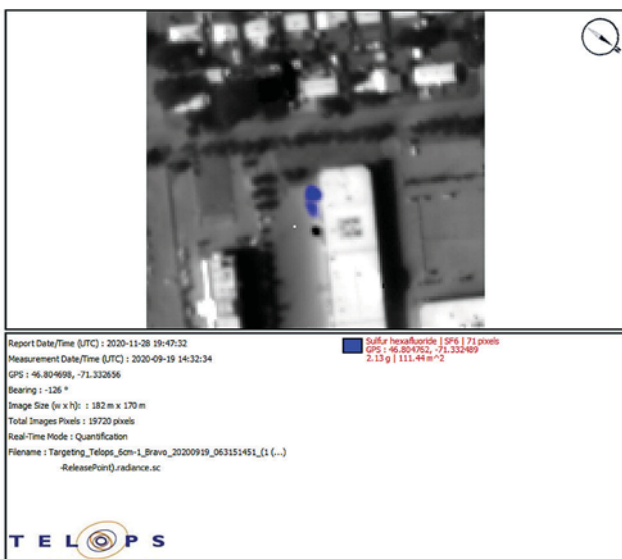 Report Date/Time (UTC) : 2020-11-28 19:47:32
Measurement Date/Time (UTC) : 2020-09-19 14:32:34
GPS : 46.804698, -71.332656
Bearing : -126 °
Image Size (w x h): : 182 m x 170 m
Total Images Pixels : 19720 pixels
Real-Time Mode : Quantification
Filename : Targeting_Telops_6cm-1_Bravo_20200919_063151451_(1 (...)
-ReleasePoint).radiance.sc
Sulfur hexafluoride | SF6 | 71 pixels
GPS : 46.804762, -71.332489
2.13 g | 111.44 m^2
TELOPS